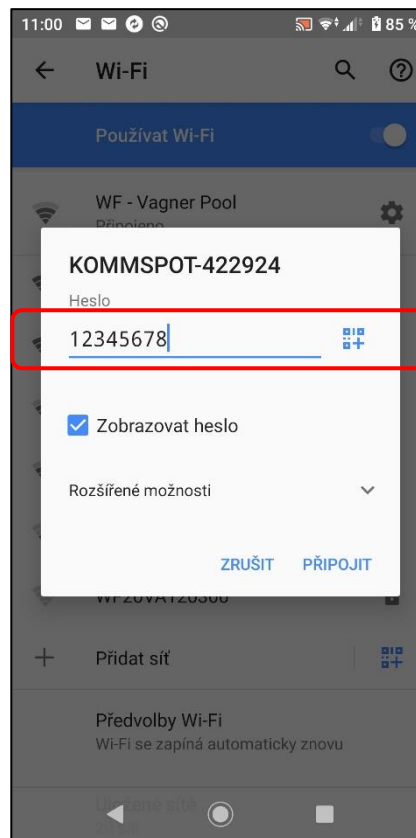 11:00 85 %
Wi-Fi
Používat Wi-Fi
WF - Vagner Pool
Připojeno
KOMMSPOT-422924
Heslo
12345678
Zobrazovat heslo
Rozšířené možnosti
ZRUŠIT PŘIPOJIT
Přidat síť
Předvolby Wi-Fi
Wi-Fi se zapíná automaticky znovu
Uložené sítě